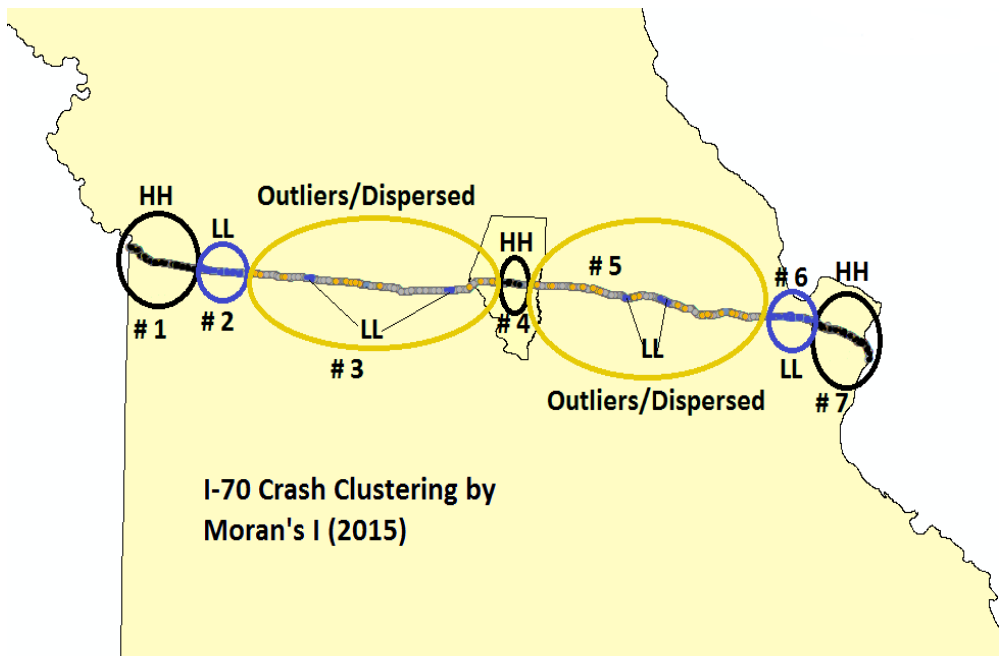 HH
LL
Outliers/Dispersed
HH
# 5
# 6
HH
# 1
# 2
LL
# 3
# 4
LL
LL
# 7
Outliers/Dispersed
I-70 Crash Clustering by
Moran's I (2015)